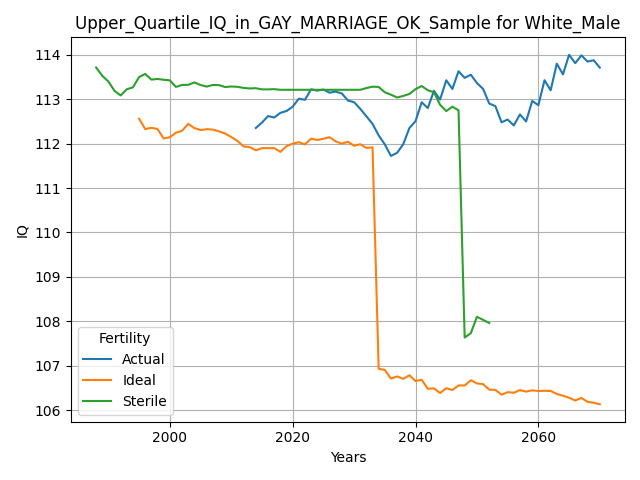 Upper_Quartile_IQ_in_GAY_MARRIAGE_OK_Sample for White_Male
114
113
112
111
110
109
108
107
106
IQ
Fertility
Actual
Ideal
Sterile
2000
2020
2040
2060
Years